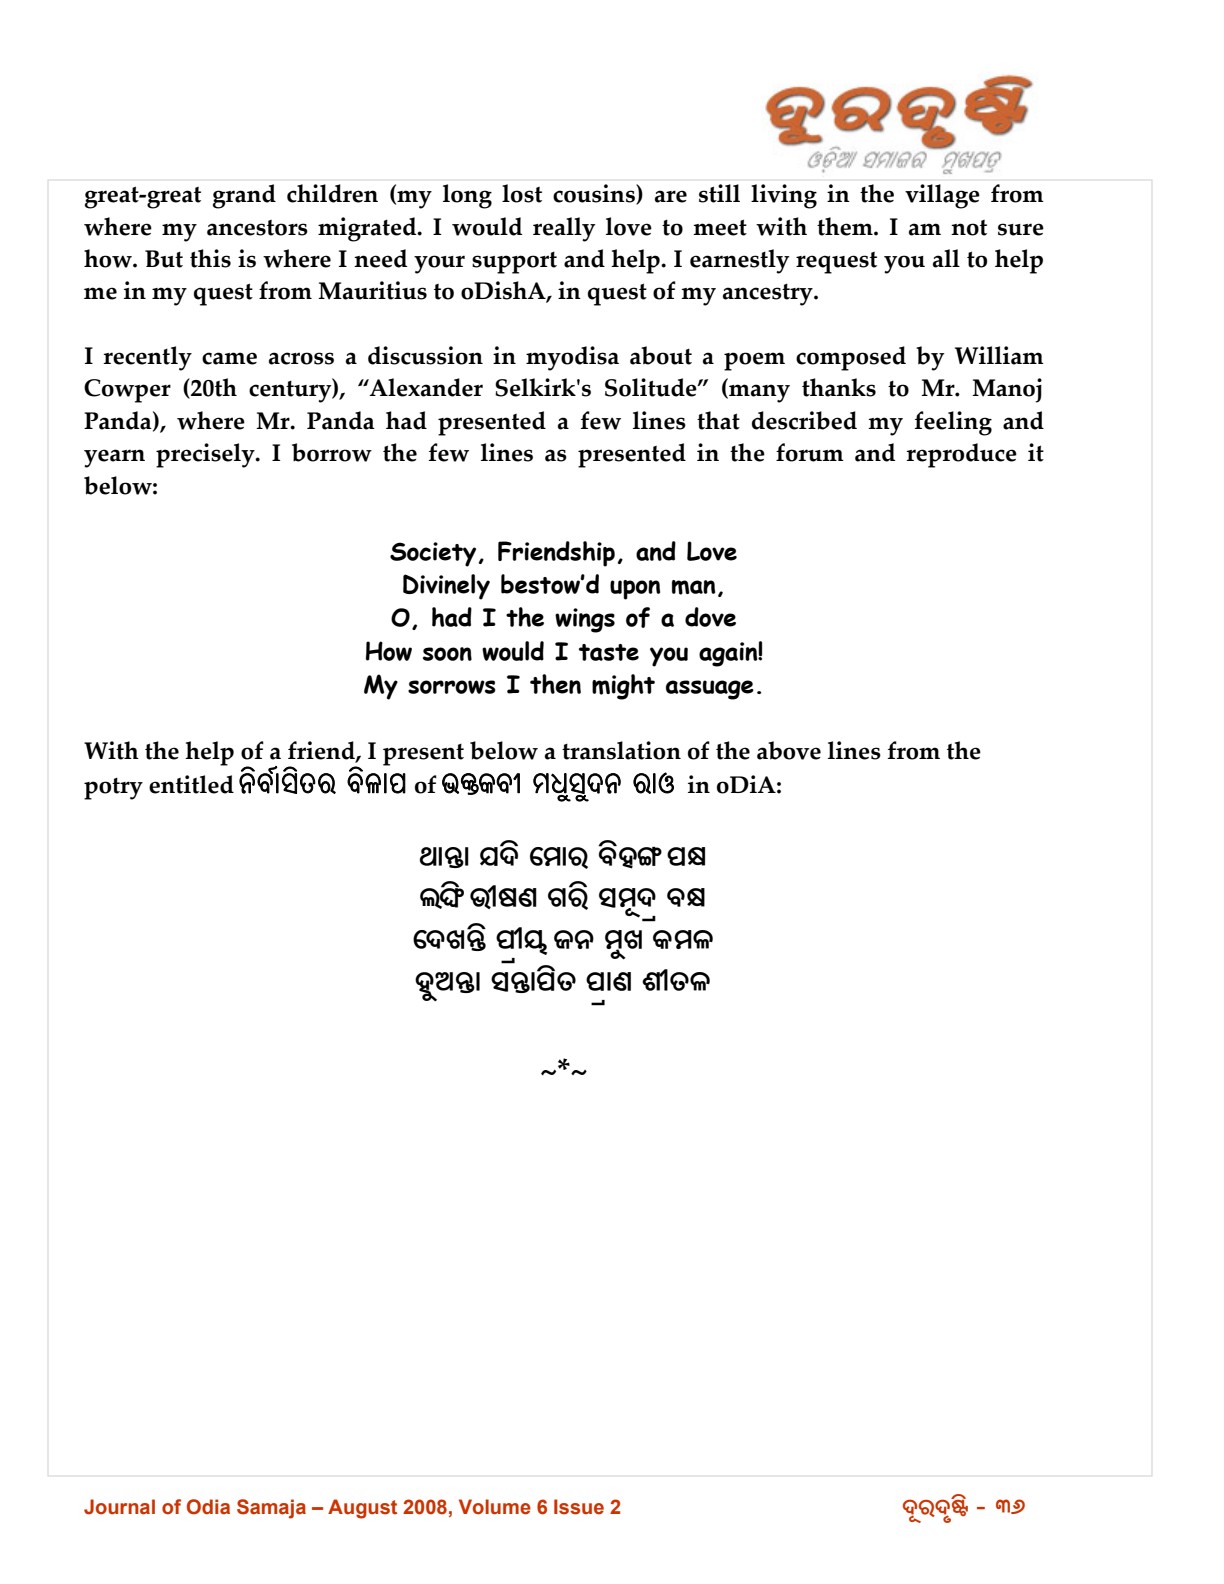 ଦୁରଦୃଷ୍ଟି
ଓଡ଼ିଆ ସମାଜର ମୁଖପତ୍ର
great-great grand children (my long lost cousins) are still living in the village from
where my ancestors migrated. I would really love to meet with them. I am not sure
how. But this is where I need your support and help. I earnestly request you all to help
me in my quest from Mauritius to oDishA, in quest of my ancestry.
I recently came across a discussion in myodisa about a poem composed by William
Cowper (20th century), “Alexander Selkirk's Solitude” (many thanks to Mr. Manoj
Panda), where Mr. Panda had presented a few lines that described my feeling and
yearn precisely. I borrow the few lines as presented in the forum and reproduce it
below:
Society, Friendship, and Love
Divinely bestow’d upon man,
O, had I the wings of a dove
How soon would I taste you again!
My sorrows I then might assuage.
With the help of a friend, I present below a translation of the above lines from the
potry entitled ନିର୍ବାସିତର ବିଳାପ of ଭକ୍ତକବୀ ମଧୁସୁଦନ ରାଓ in oDiA:
ଥାନ୍ତା ଯଦି ମୋର ବିହଙ୍ଗ ପକ୍ଷ
ଲଙ୍ଘି ଭୀଷଣ ଗରି ସମୂଦ୍ର ବକ୍ଷ
ଦେଖନ୍ତି ପ୍ରୀୟ ଜନ ମୁଖ କମଳ
ହୁଅନ୍ତା ସନ୍ତାପିତ ପ୍ରାଣ ଶୀତଳ
~*~
Journal of Odia Samaja – August 2008, Volume 6 Issue 2 ଦୂରଦୃଷ୍ଟି - ୩୬